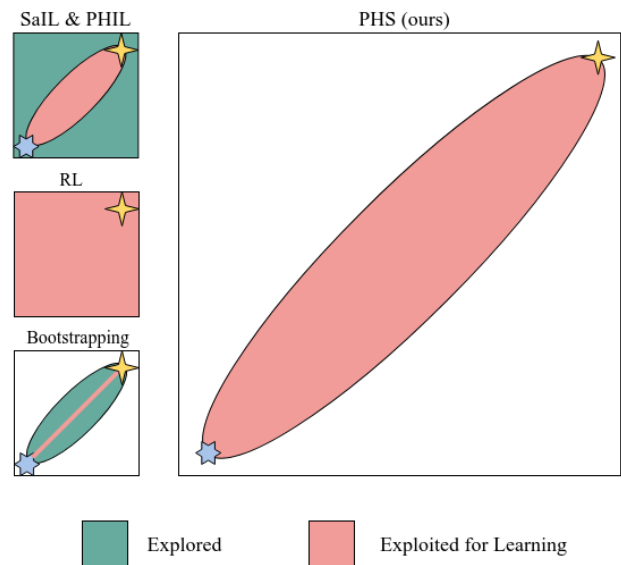 SaIL & PHIL
PHS (ours)
RL
Bootstrapping
Explored
Exploited for Learning